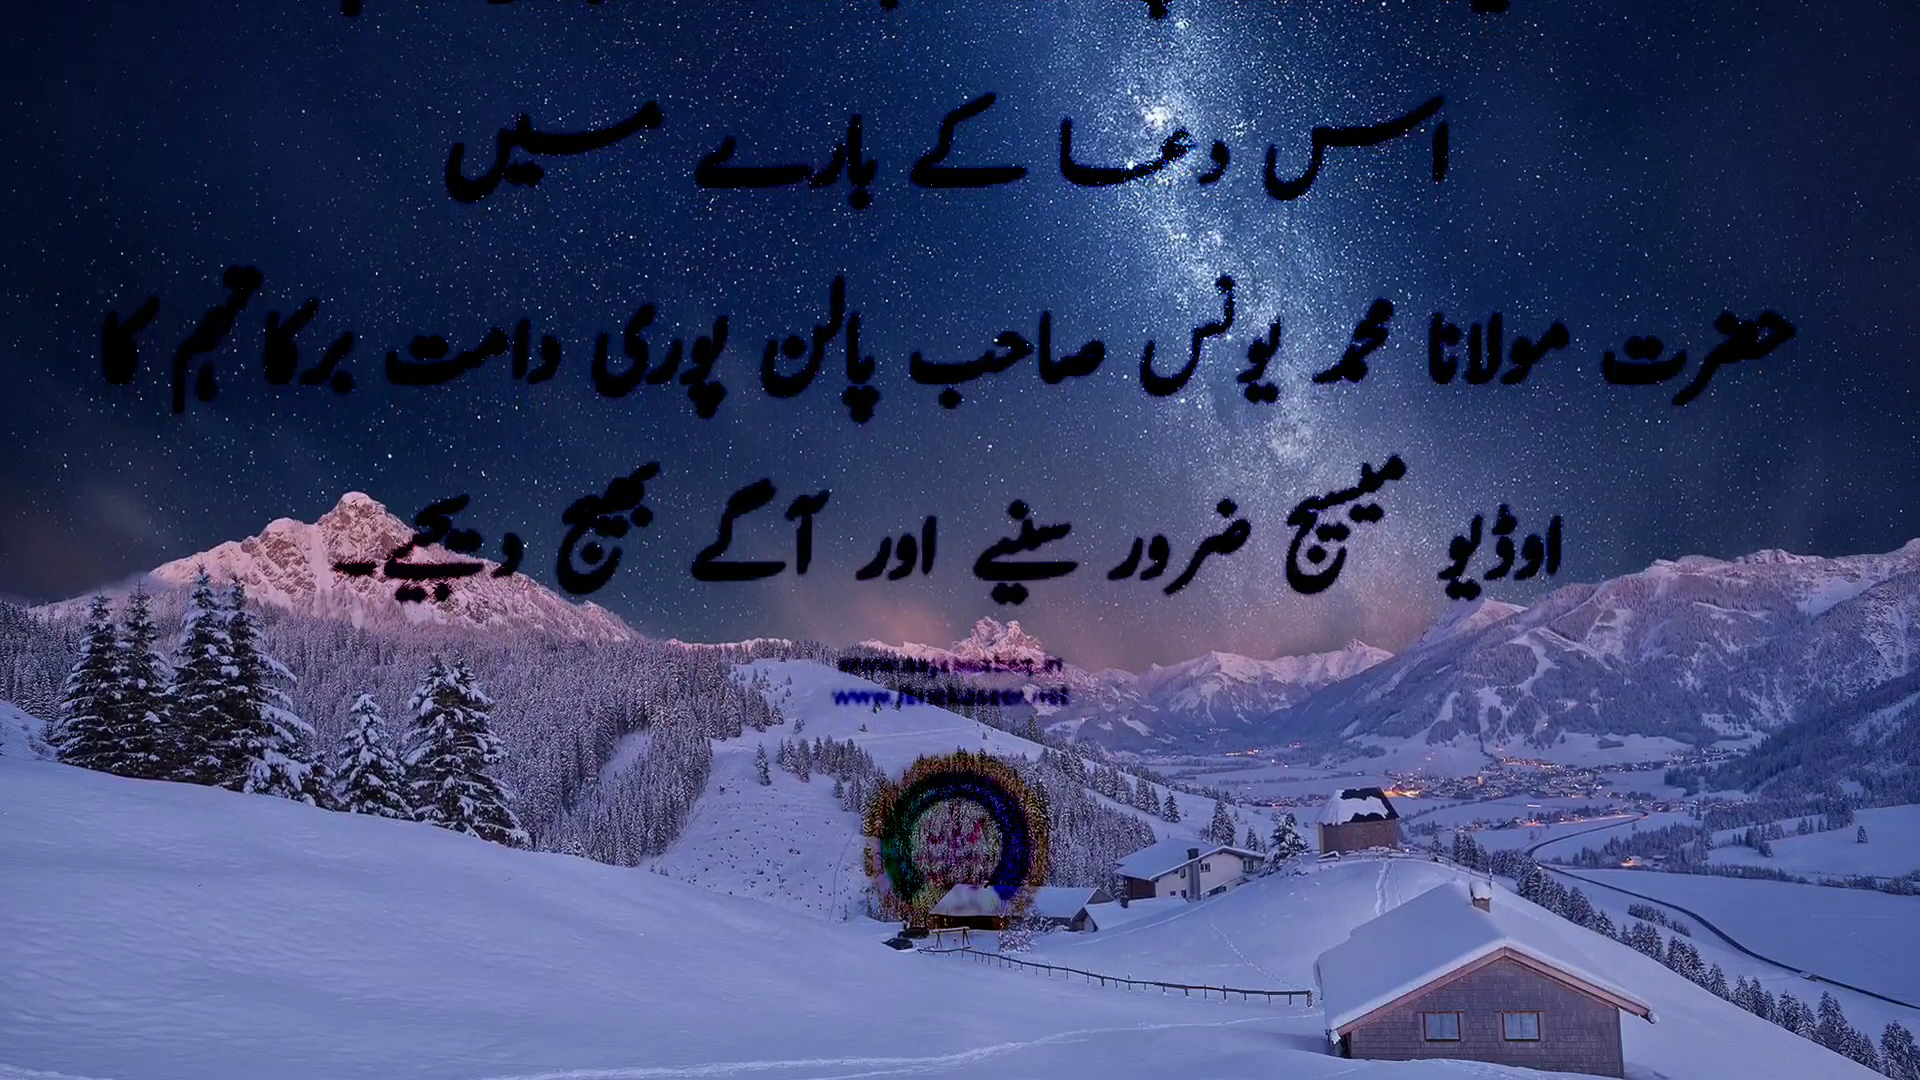 اس دعا کے بارے میں
حضرت مولانا محمد یونس صاحب پالن پوری دامت برکاتہم کا
اوڈیو میسیج ضرور سنیے اور آگے بھیج دیجیے۔